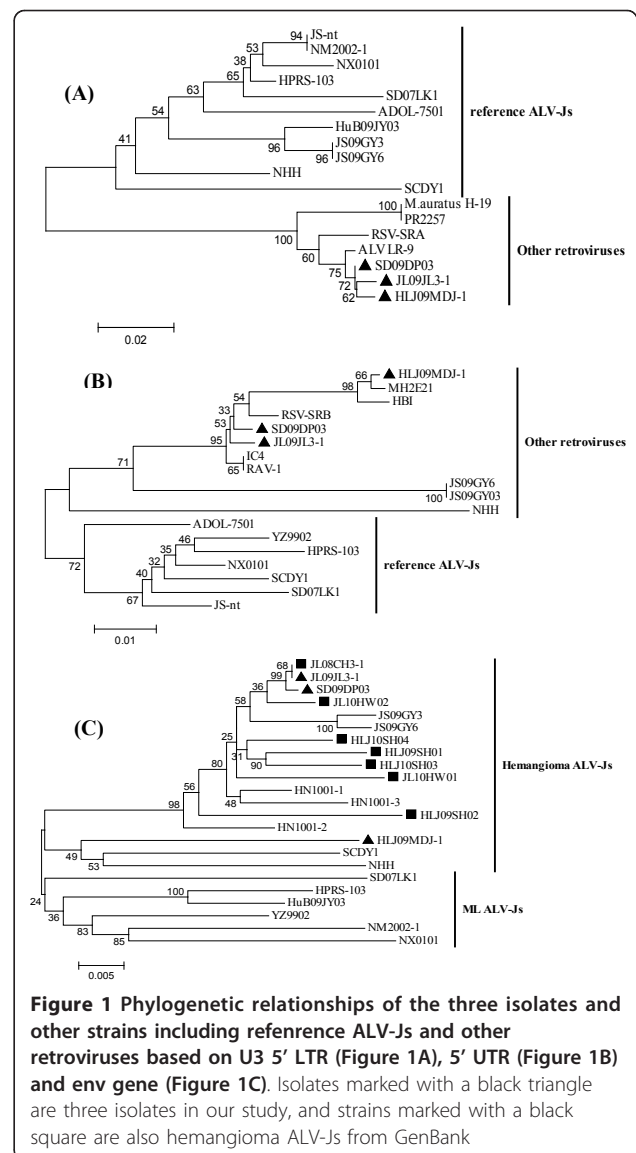 (A)
94
JS-nt
NM2002-1
53
NX0101
38
HPRS-103
65
SD07LK1
63
ADOL-7501
54
HuB09JY03
96
JS09GY3
96
JS09GY6
41
NHH
SCDY1
reference ALV-Js
100
M.auratus H-19
PR2257
100
RSV-SRA
60
ALV LR-9
75
▲ SD09DP03
72
▲ JL09JL3-1
62
▲ HLJ09MDJ-1
Other retroviruses
0.02
(B)
66
▲ HLJ09MDJ-1
98
MH2E21
HBI
54
33
RSV-SRB
53
▲ SD09DP03
▲ JL09JL3-1
95
IC4
65
RAV-1
71
JS09GY6
100
JS09GY03
NHH
Other retroviruses
ADOL-7501
72
46
YZ9902
HPRS-103
35
NX0101
32
SCDY1
40
SD07LK1
67
JS-nt
reference ALV-Js
0.01
(C)
68
■ JL08CH3-1
99
▲ JL09JL3-1
36
▲ SD09DP03
■ JL10HW02
58
JS09GY3
100
JS09GY6
25
■ HLJ10SH04
31
■ HLJ09SH01
90
■ HLJ10SH03
80
■ JL10HW01
HN1001-1
48
HN1001-3
56
■ HLJ09SH02
98
HN1001-2
▲ HLJ09MDJ-1
49
SCDY1
53
NHH
Hemangioma ALV-Js
SD07LK1
24
HPRS-103
100
HuB09JY03
36
YZ9902
83
NM2002-1
85
NX0101
ML ALV-Js
0.005
Figure 1 Phylogenetic relationships of the three isolates and
other strains including refenrence ALV-Js and other
retroviruses based on U3 5' LTR (Figure 1A), 5' UTR (Figure 1B)
and env gene (Figure 1C). Isolates marked with a black triangle
are three isolates in our study, and strains marked with a black
square are also hemangioma ALV-Js from GenBank